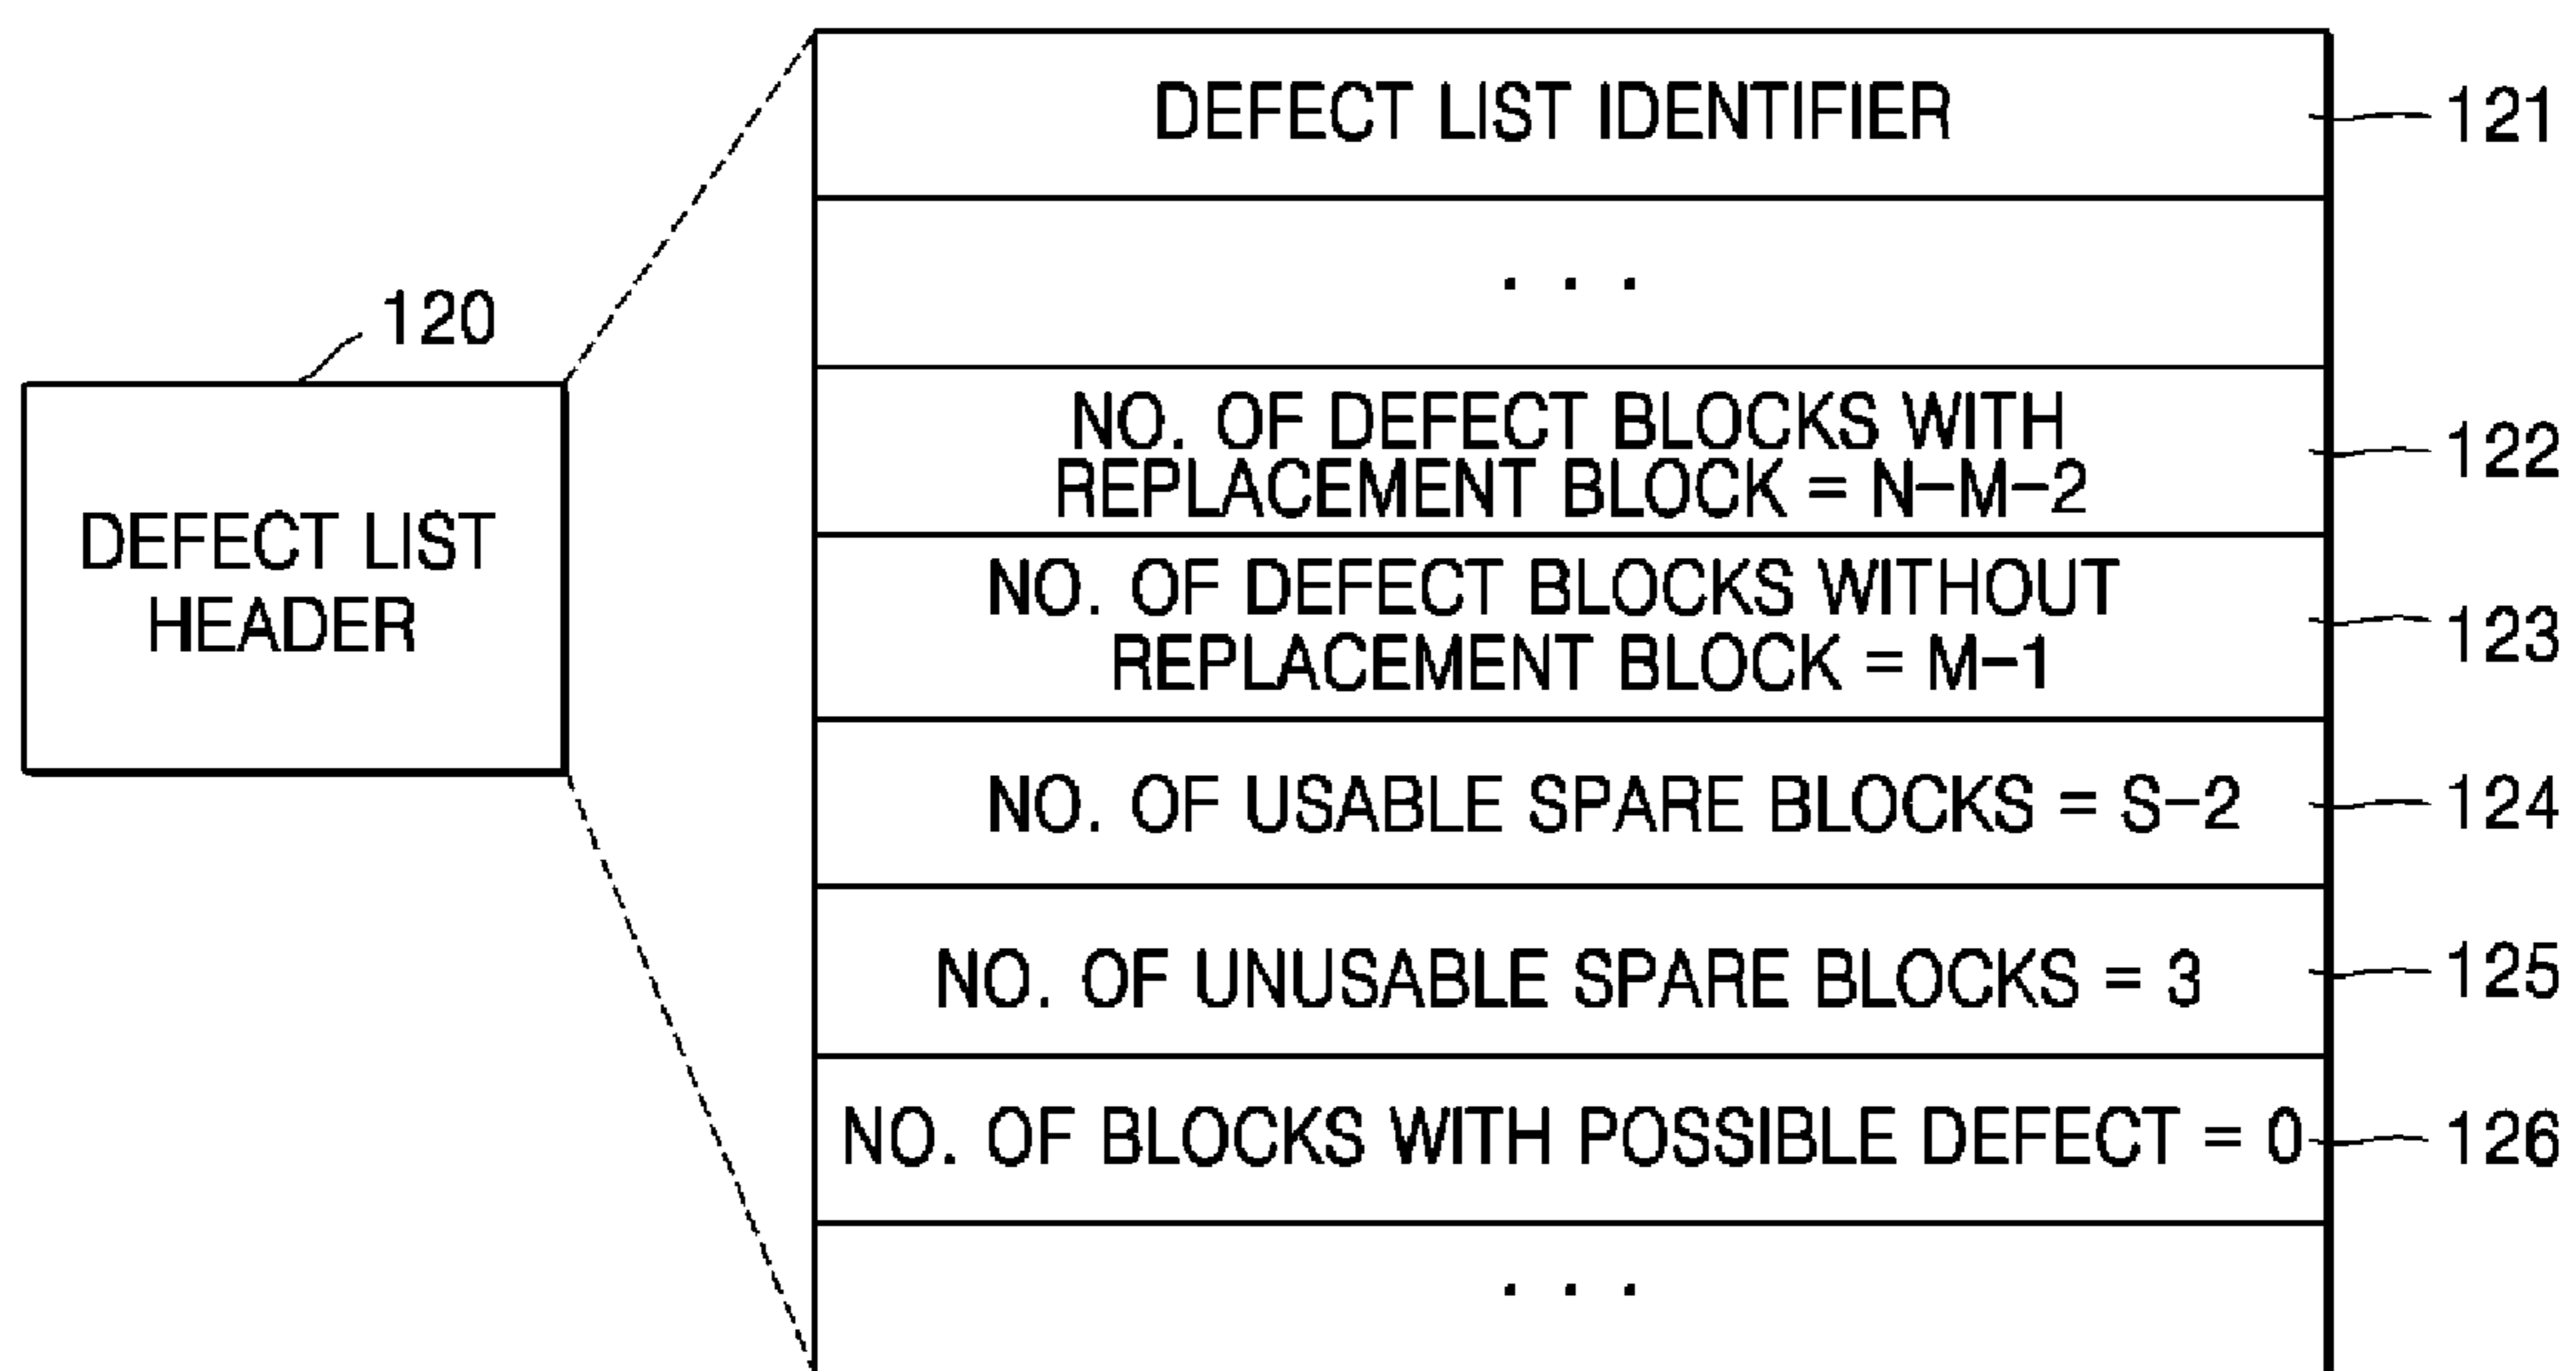 DEFECT LIST IDENTIFIER
121
. . .
120
DEFECT LIST
HEADER
NO. OF DEFECT BLOCKS WITH
REPLACEMENT BLOCK = N-M-2
122
NO. OF DEFECT BLOCKS WITHOUT
REPLACEMENT BLOCK = M-1
123
NO. OF USABLE SPARE BLOCKS = S-2
124
NO. OF UNUSABLE SPARE BLOCKS = 3
125
NO. OF BLOCKS WITH POSSIBLE DEFECT = 0
126
. . .